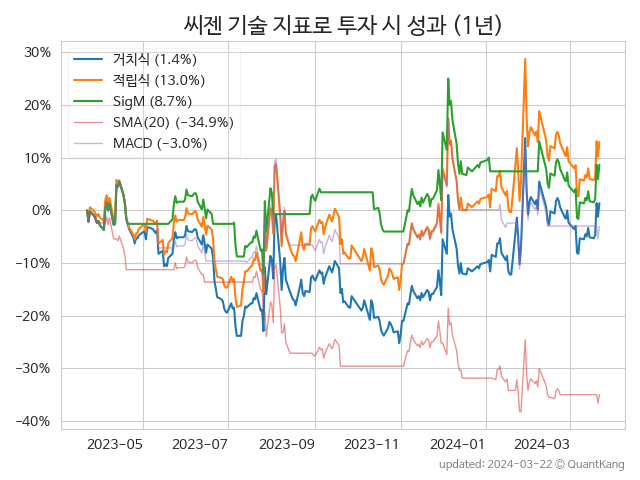 씨젠 기술 지표로 투자 시 성과 (1년)
30%
20%
10%
0%
−10%
−20%
−30%
−40%
거치식 (1.4%)
적립식 (13.0%)
SigM (8.7%)
SMA(20) (−34.9%)
MACD (−3.0%)
2023-05
2023-07
2023-09
2023-11
2024-01
2024-03
updated: 2024-03-22 © QuantKang